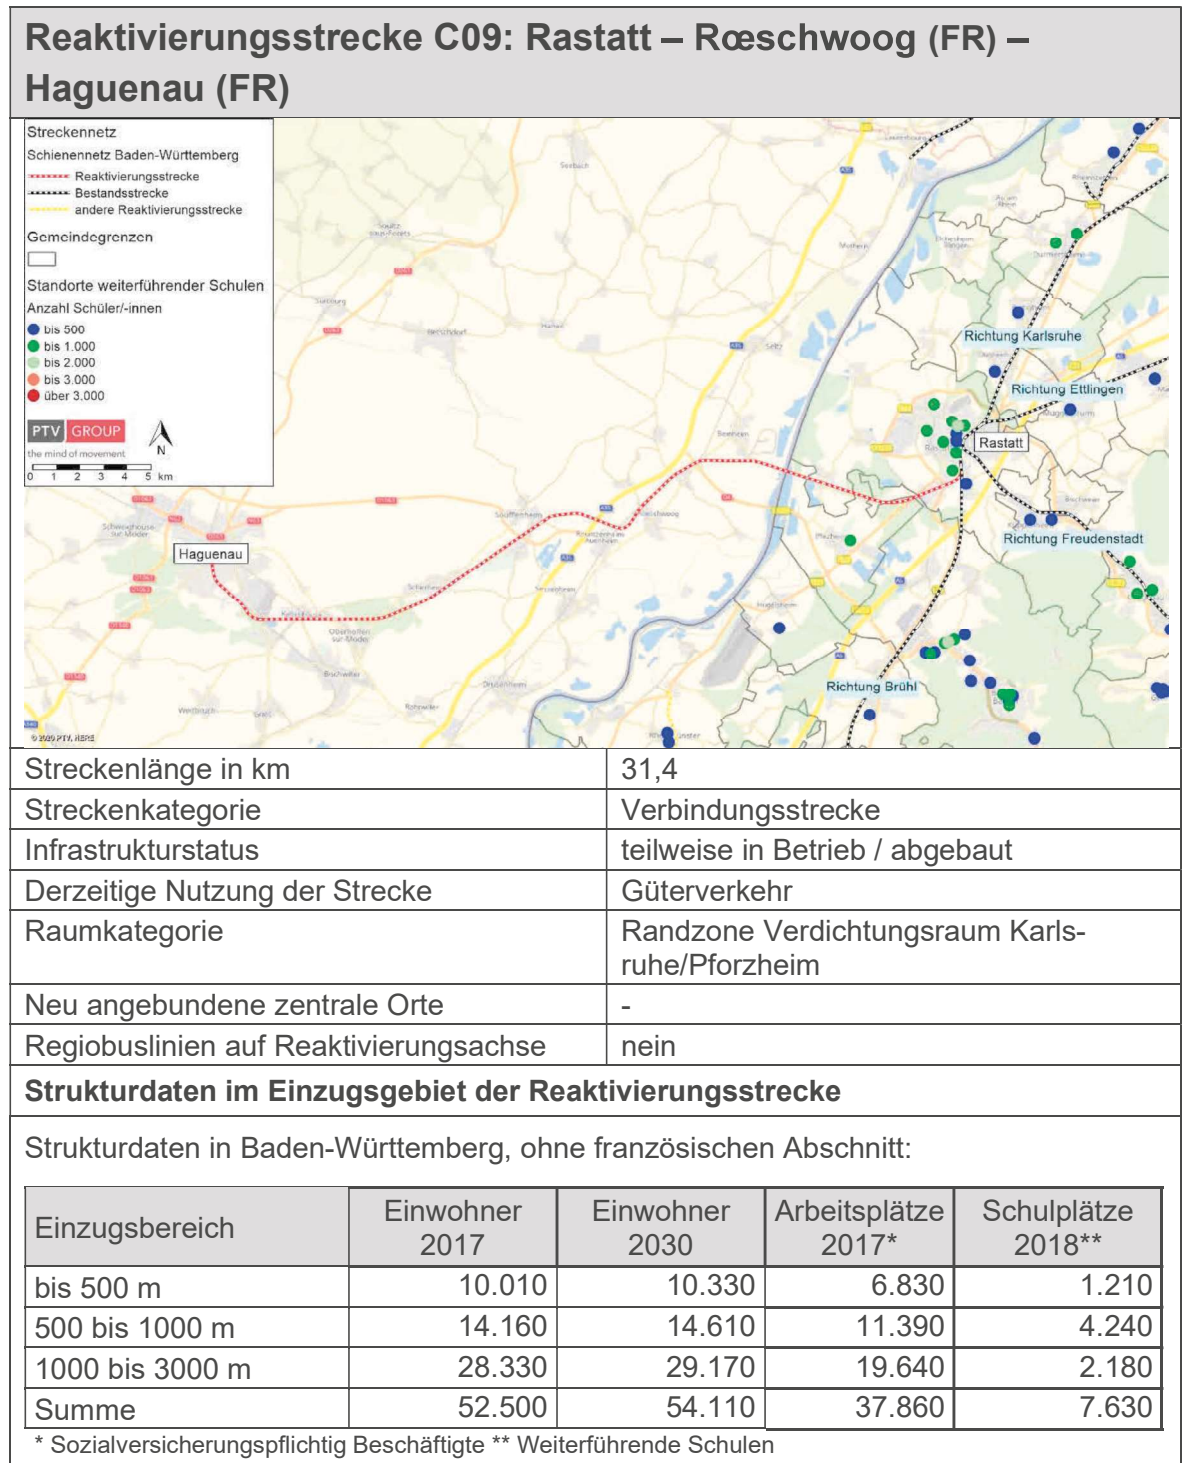 Reaktivierungsstrecke C09: Rastatt – Rœschwoog (FR) –
Haguenau (FR)
Streckennetz
Schienennetz Baden-Württemberg
Reaktivierungsstrecke
Bestandsstrecke
andere Reaktivierungsstrecke
Gemeindegrenzen
Standorte weiterführender Schulen
Anzahl Schüler/-innen
bis 500
bis 1.000
bis 2.000
bis 3.000
über 3.000
PTV GROUP
the mind of movement
N
0 1 2 3 4 5 km
Richtung Karlsruhe
Richtung Ettlingen
Rastatt
Richtung Freudenstadt
Haguenau
Richtung Brühl
© 2020 PTV, HERE
Streckenlänge in km 31,4
Streckenkategorie Verbindungsstrecke
Infrastrukturstatus teilweise in Betrieb / abgebaut
Derzeitige Nutzung der Strecke Güterverkehr
Raumkategorie Randzone Verdichtungsraum Karls-
ruhe/Pforzheim
Neu angebundene zentrale Orte -
Regiobuslinien auf Reaktivierungsachse nein
Strukturdaten im Einzugsgebiet der Reaktivierungsstrecke
Strukturdaten in Baden-Württemberg, ohne französischen Abschnitt:
Einzugsbereich Einwohner 2017 Einwohner 2030 Arbeitsplätze 2017* Schulplätze 2018**
bis 500 m 10.010 10.330 6.830 1.210
500 bis 1000 m 14.160 14.610 11.390 4.240
1000 bis 3000 m 28.330 29.170 19.640 2.180
Summe 52.500 54.110 37.860 7.630
* Sozialversicherungspflichtig Beschäftigte ** Weiterführende Schulen